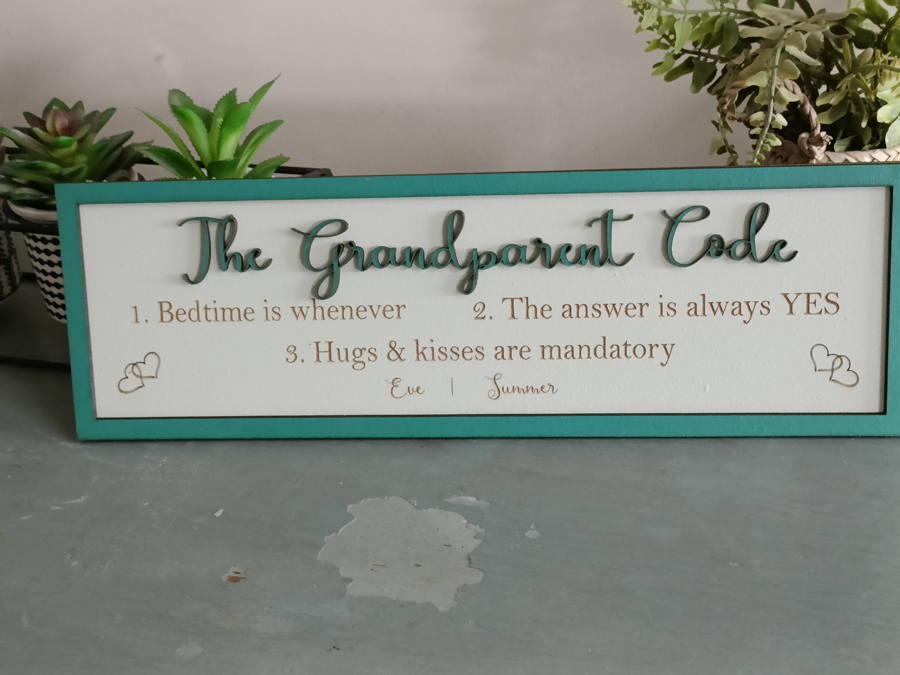 The Grandparent Code
1. Bedtime is whenever 2. The answer is always YES
3. Hugs & kisses are mandatory
Eve | Summer